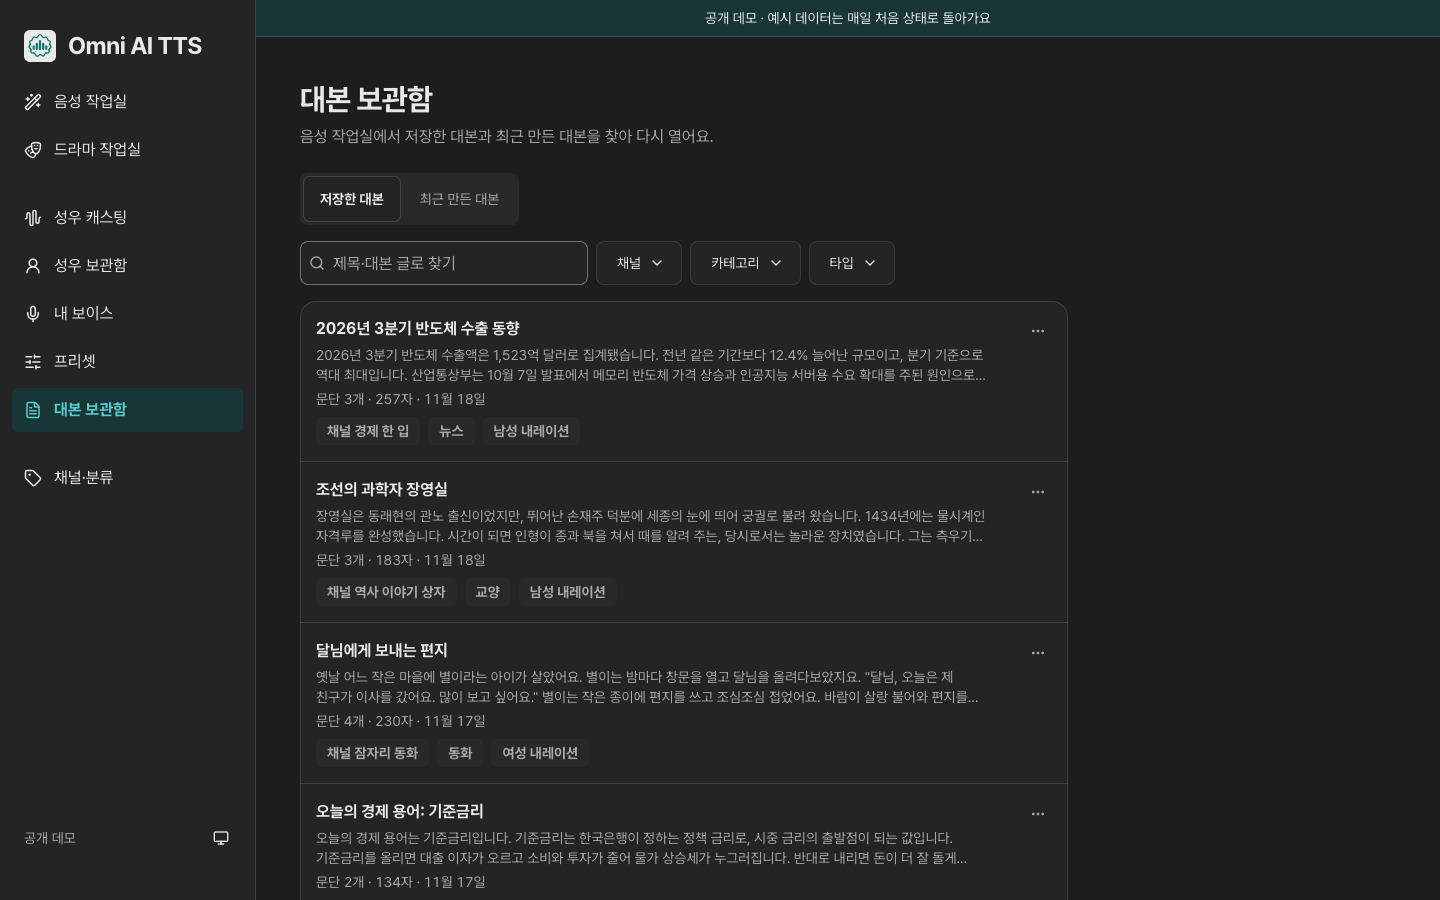 공개 데모 · 예시 데이터는 매일 처음 상태로 돌아가요
Omni AI TTS
음성 작업실
드라마 작업실
성우 캐스팅
성우 보관함
내 보이스
프리셋
대본 보관함
채널·분류
공개 데모
대본 보관함
음성 작업실에서 저장한 대본과 최근 만든 대본을 찾아 다시 열어요.
저장한 대본
최근 만든 대본
제목·대본 글로 찾기
채널
카테고리
타입
2026년 3분기 반도체 수출 동향
2026년 3분기 반도체 수출액은 1,523억 달러로 집계됐습니다. 전년 같은 기간보다 12.4% 늘어난 규모이고, 분기 기준으로
역대 최대입니다. 산업통상부는 10월 7일 발표에서 메모리 반도체 가격 상승과 인공지능 서버용 수요 확대를 주된 원인으로...
문단 3개 · 257자 · 11월 18일
채널 경제 한 입
뉴스
남성 내레이션
조선의 과학자 장영실
장영실은 동래현의 관노 출신이었지만, 뛰어난 손재주 덕분에 세종의 눈에 띄어 궁궐로 불려 왔습니다. 1434년에는 물시계인
자격루를 완성했습니다. 시간이 되면 인형이 종과 북을 쳐서 때를 알려 주는, 당시로서는 놀라운 장치였습니다. 그는 측우기...
문단 3개 · 183자 · 11월 18일
채널 역사 이야기 상자
교양
남성 내레이션
달님에게 보내는 편지
옛날 어느 작은 마을에 별이라는 아이가 살았어요. 별이는 밤마다 창문을 열고 달님을 올려다보았지요. "달님, 오늘은 제
친구가 이사를 갔어요. 많이 보고 싶어요." 별이는 작은 종이에 편지를 쓰고 조심조심 접었어요. 바람이 살랑 불어와 편지를...
문단 4개 · 230자 · 11월 17일
채널 잠자리 동화
동화
여성 내레이션
오늘의 경제 용어: 기준금리
오늘의 경제 용어는 기준금리입니다. 기준금리는 한국은행이 정하는 정책 금리로, 시중 금리의 출발점이 되는 값입니다.
기준금리를 올리면 대출 이자가 오르고 소비와 투자가 줄어 물가 상승세가 누그러집니다. 반대로 내리면 돈이 더 잘 돌게...
문단 2개 · 134자 · 11월 17일